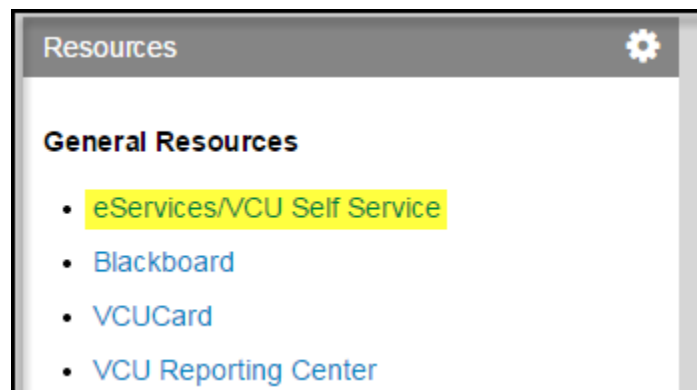 Resources
General Resources
eServices/VCU Self Service
Blackboard
VCUCard
VCU Reporting Center